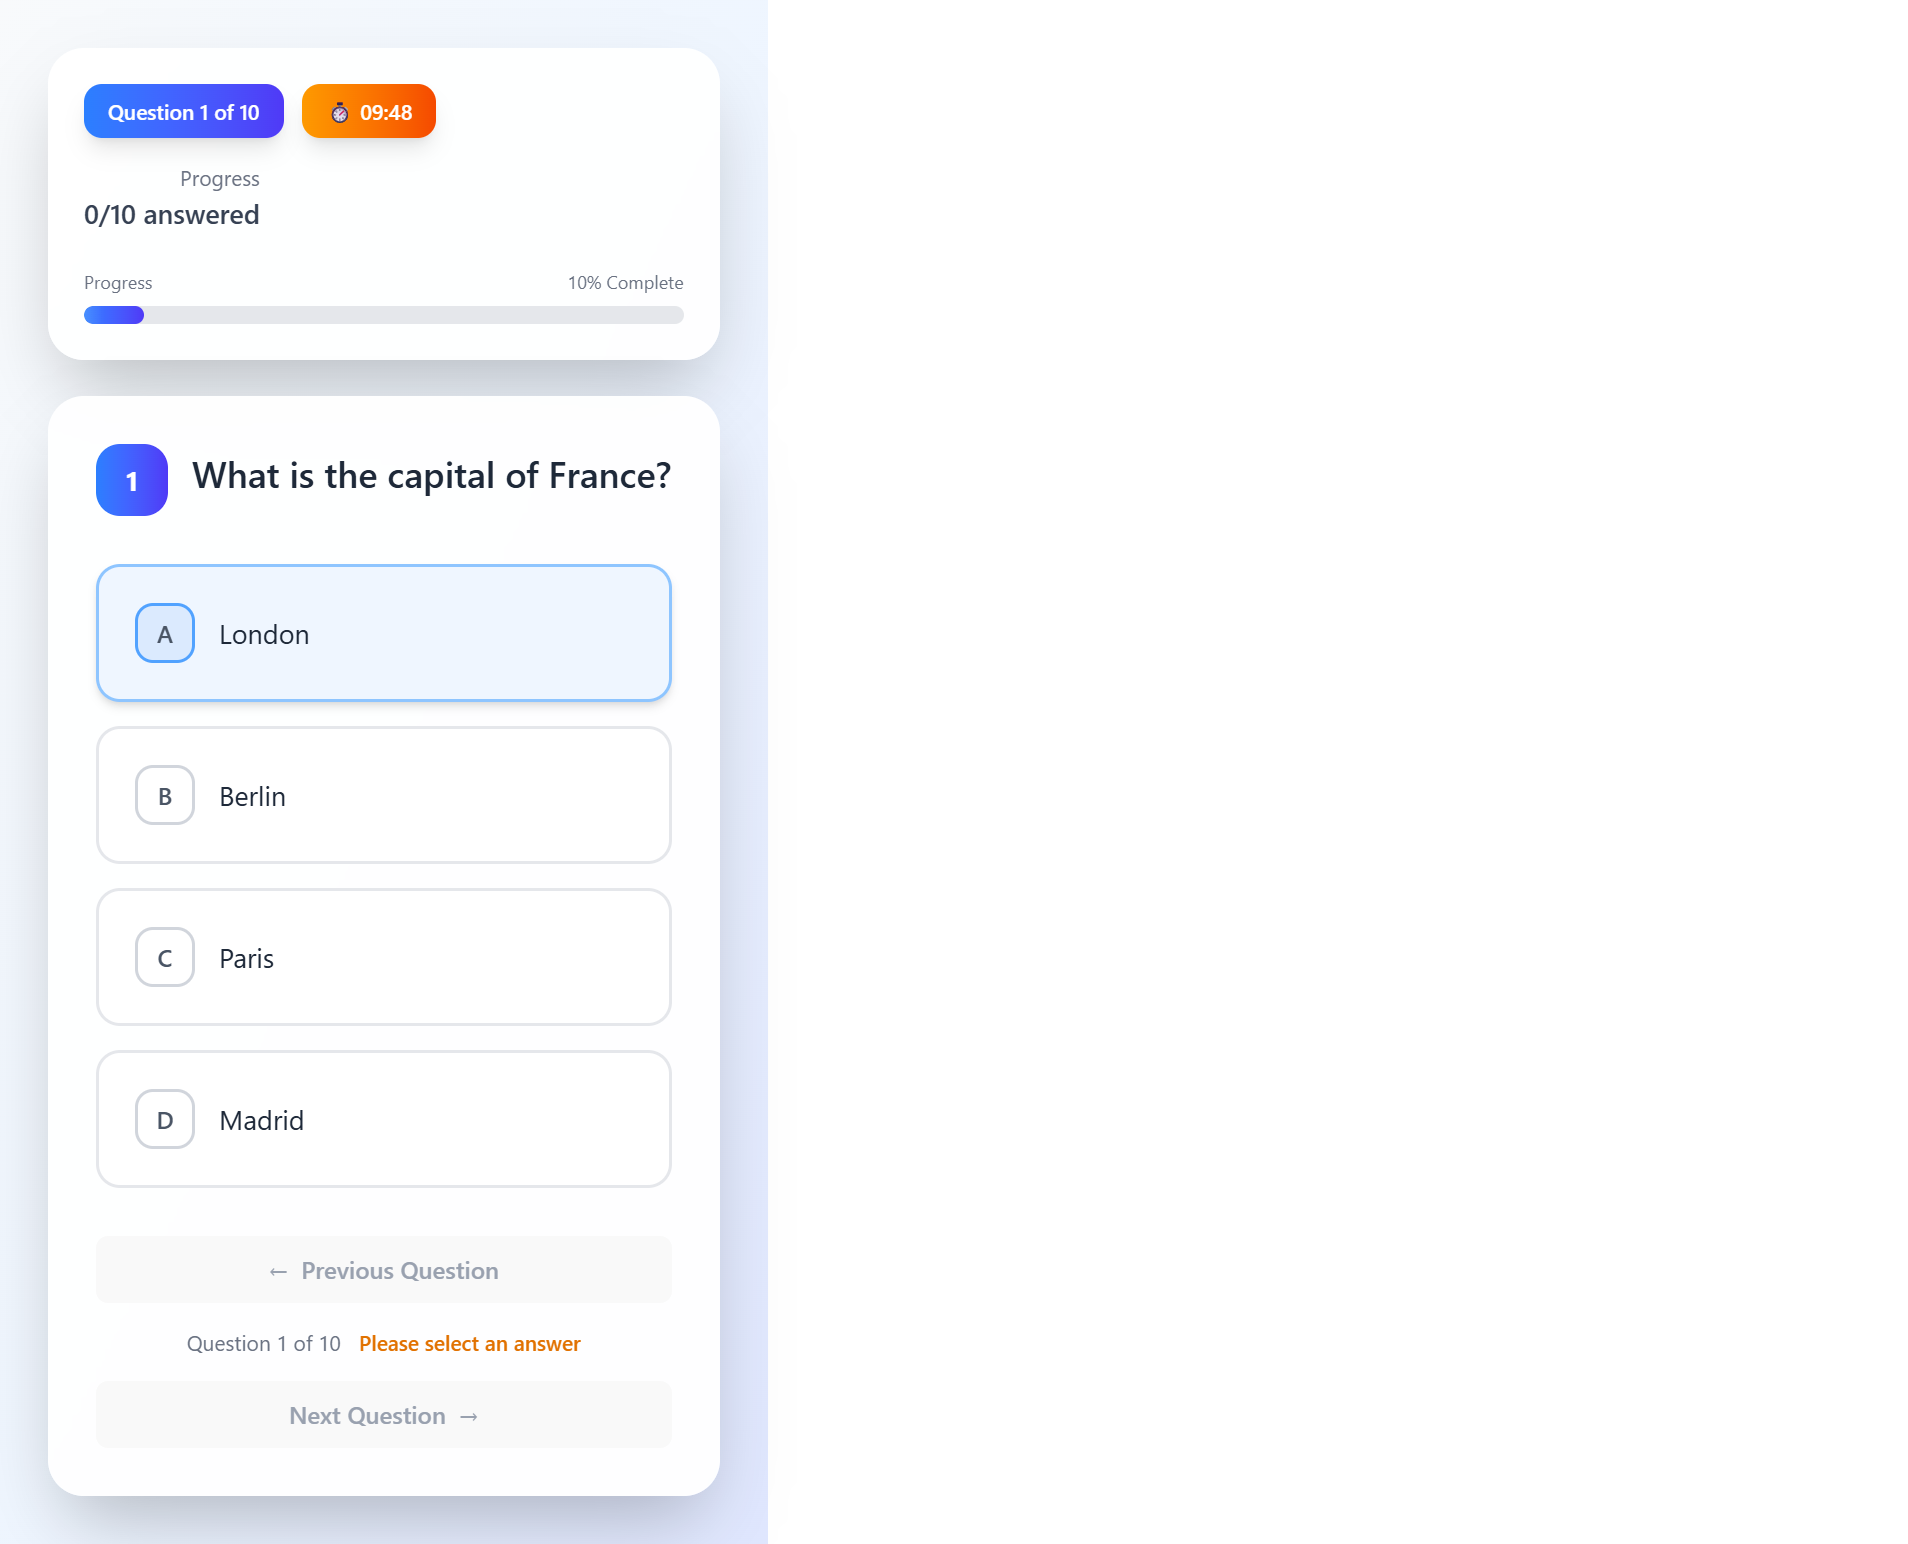 Question 1 of 10
09:48
Progress
0/10 answered
Progress
10% Complete
1
What is the capital of France?
A
London
B
Berlin
C
Paris
D
Madrid
← Previous Question
Question 1 of 10 Please select an answer
Next Question →